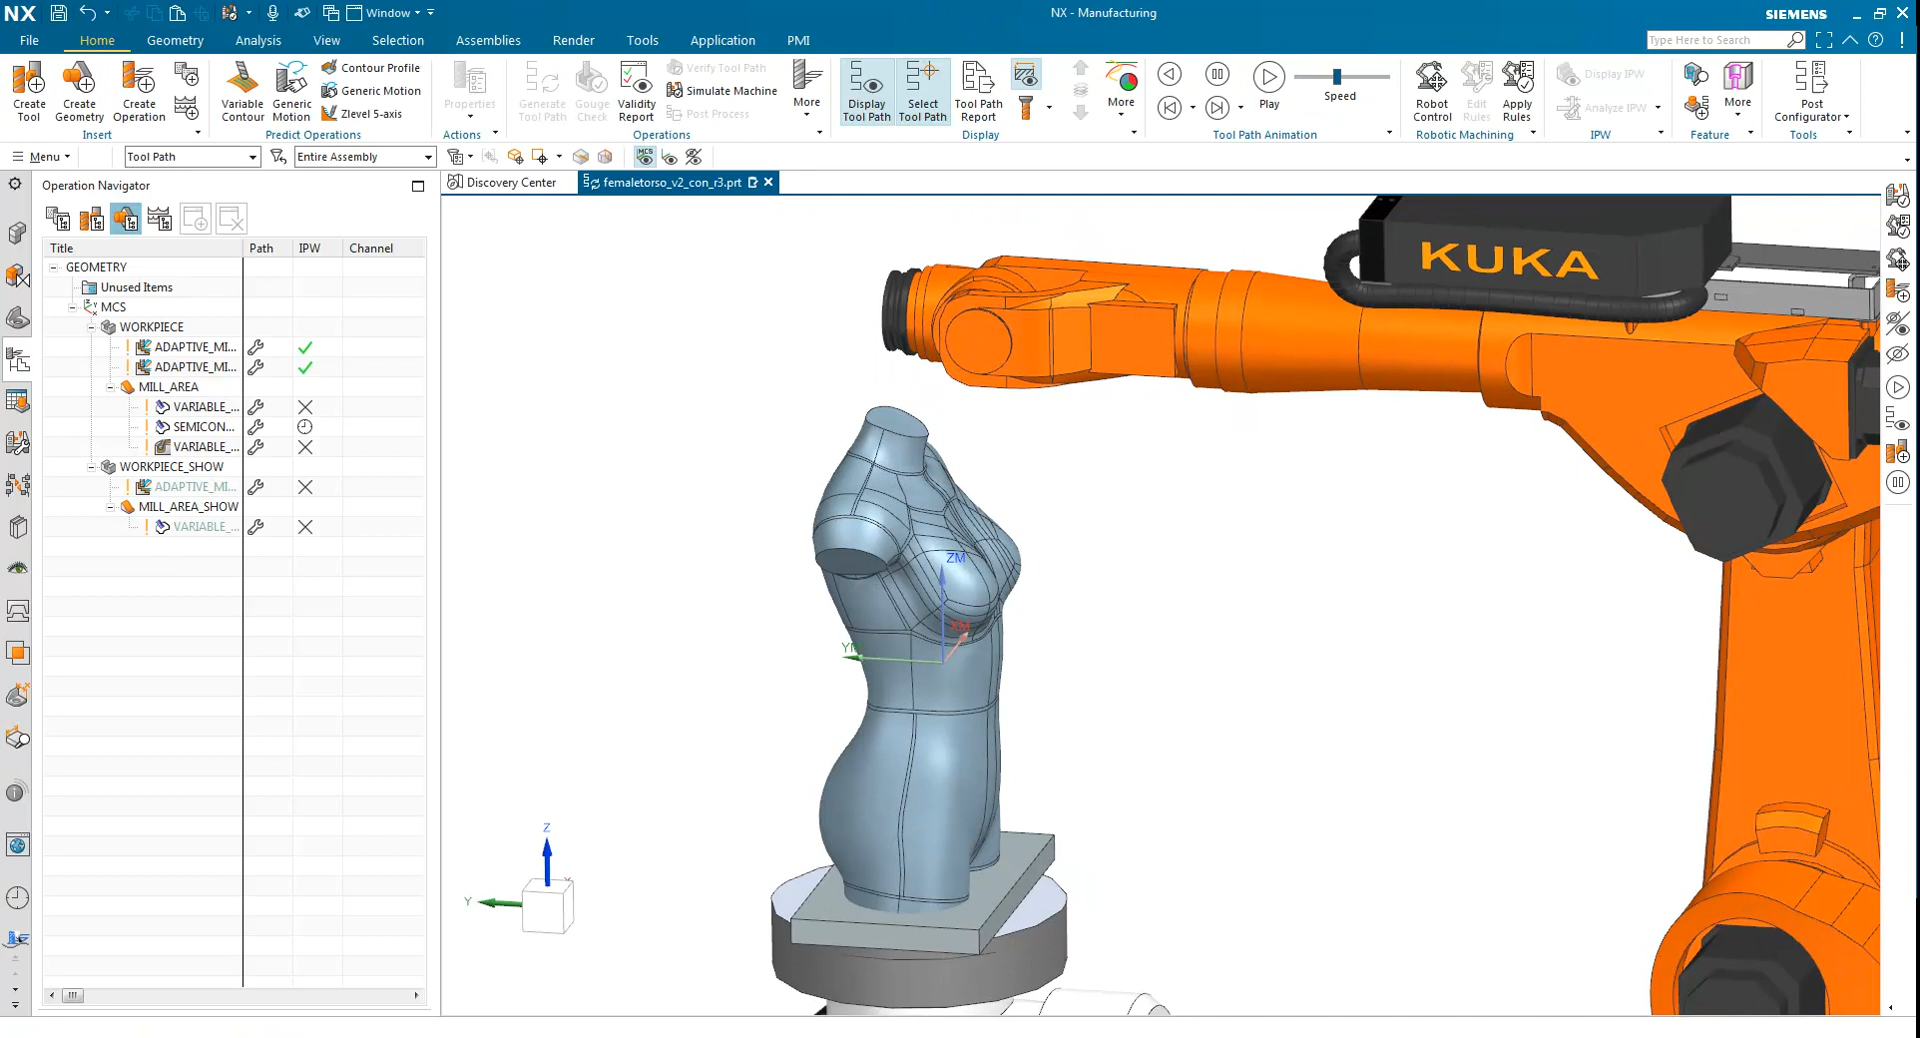 NX
Window
NX - Manufacturing
SIEMENS
File Home Geometry Analysis View Selection Assemblies Render Tools Application PMI
Type Here to Search
Create Tool
Create Geometry
Create Operation
Insert
Variable Contour
Generic Motion
Contour Profile
Generic Motion
Zlevel 5-axis
Predict Operations
Properties
Actions
Generate Tool Path
Gouge Check
Validity Report
Verify Tool Path
Simulate Machine
Post Process
More
Operations
Display Tool Path
Select Tool Path
Tool Path Report
More
Display
Play
Speed
Tool Path Animation
Robot Control
Edit Rules
Apply Rules
Robotic Machining
Display IPW
Analyze IPW
IPW
More
Feature
Post Configurator
Tools
Menu
Tool Path
Entire Assembly
MCS
Operation Navigator
Discovery Center
femaletorso_v2_con_r3.prt
Title Path IPW Channel
GEOMETRY
Unused Items
MCS
WORKPIECE
ADAPTIVE_MI...
ADAPTIVE_MI...
MILL_AREA
VARIABLE_...
SEMICON...
VARIABLE_...
WORKPIECE_SHOW
ADAPTIVE_MI...
MILL_AREA_SHOW
VARIABLE_...
KUKA
ZM
XM
YM
Z
Y